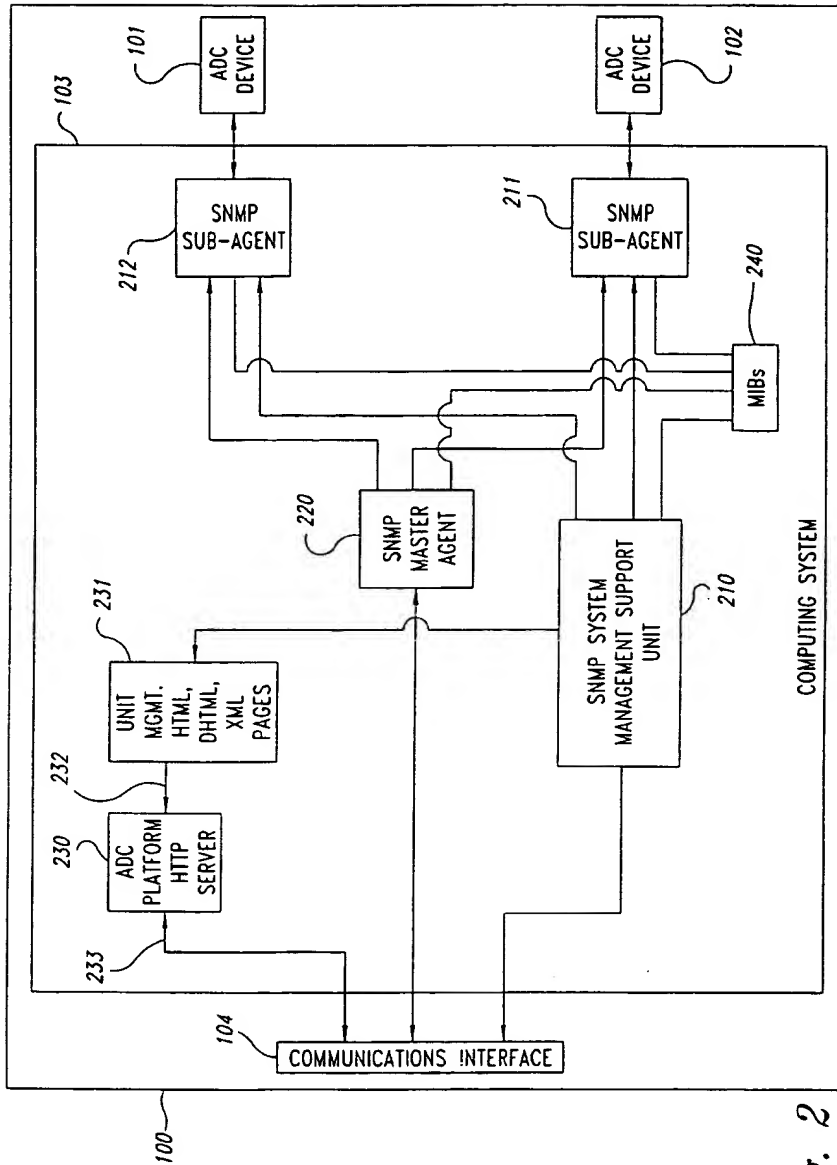 101
ADC
DEVICE
102
ADC
DEVICE
103
212
SNMP
SUB-AGENT
211
SNMP
SUB-AGENT
240
MIBs
220
SNMP
MASTER
AGENT
231
UNIT
MGMT.
HTML,
DHTML,
XML
PAGES
232
230
ADC
PLATFORM
HTTP
SERVER
233
SNMP SYSTEM
MANAGEMENT SUPPORT
UNIT
210
COMPUTING SYSTEM
104
COMMUNICATIONS INTERFACE
100
2